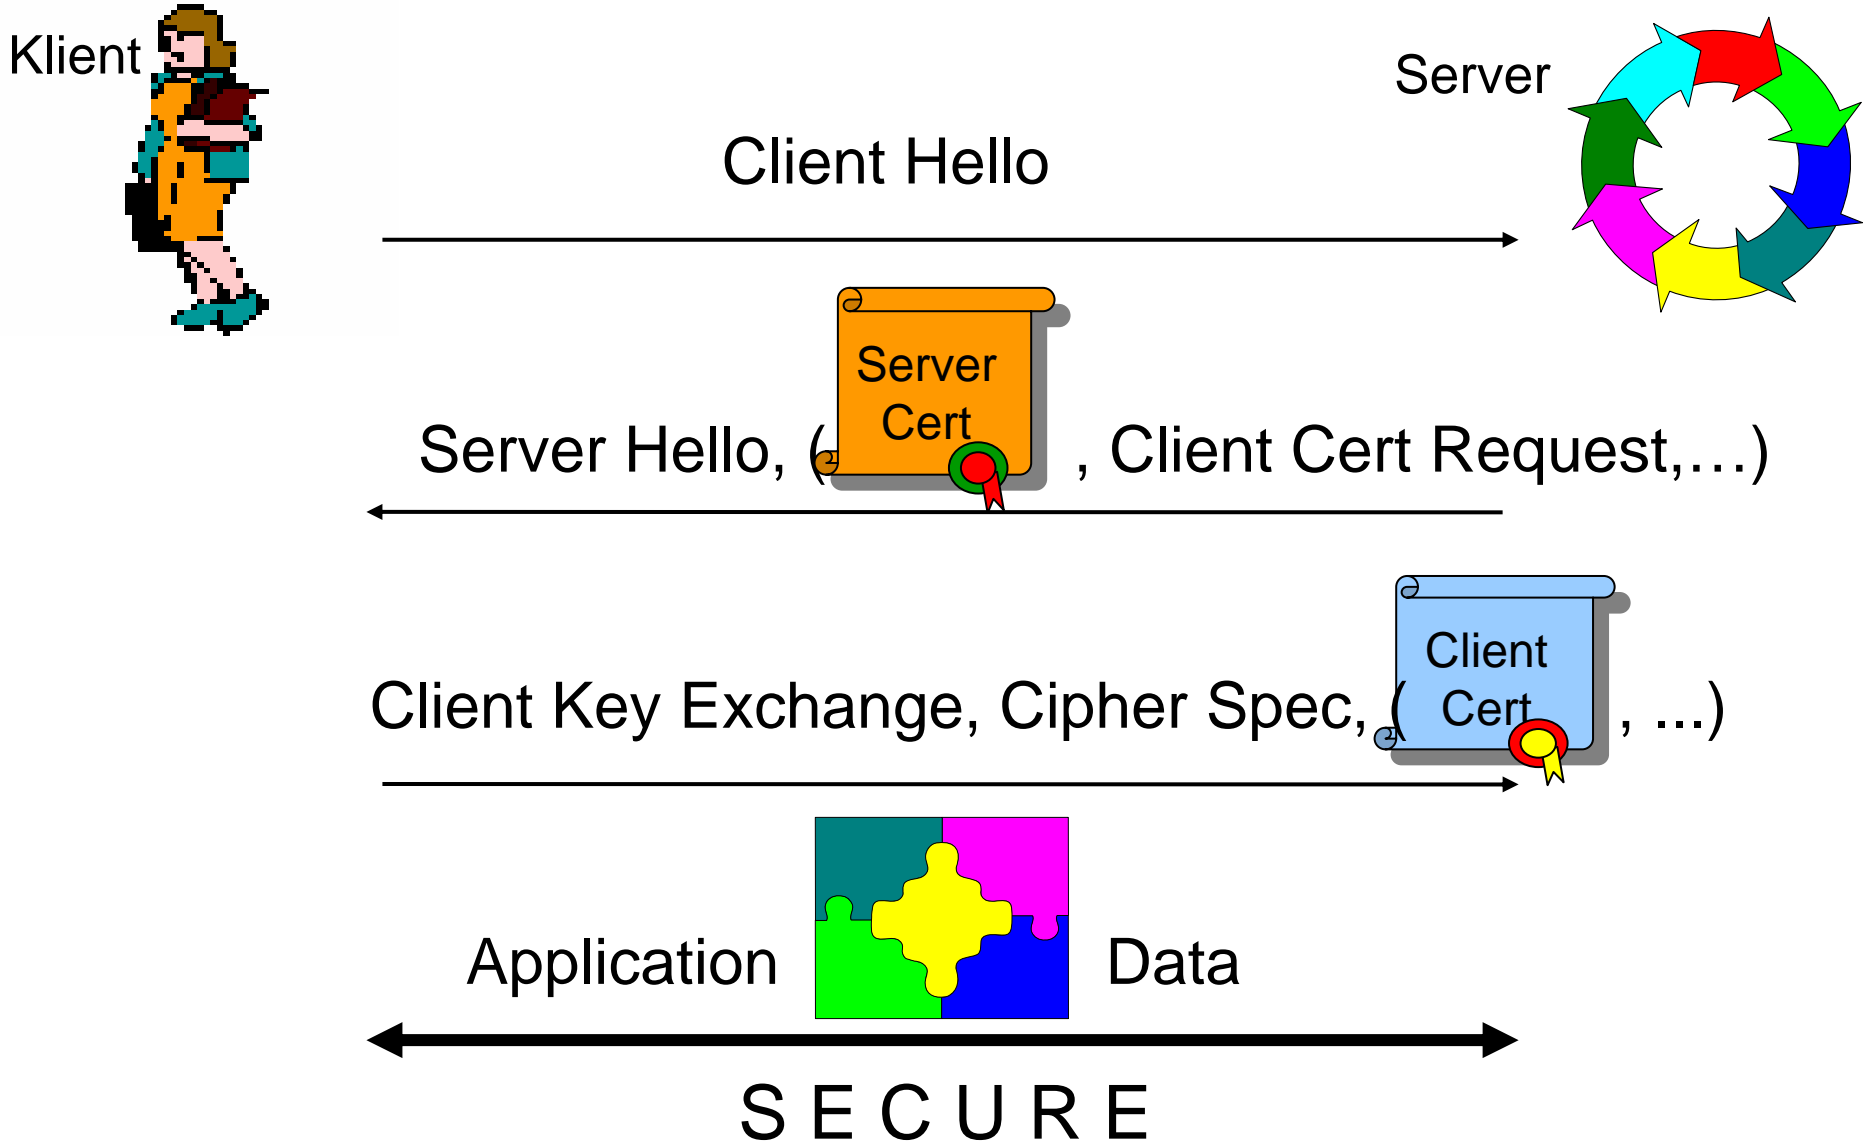 Klient
Server
Client Hello
Server
Cert
Server Hello, ( , Client Cert Request,…)
Client
Cert
Client Key Exchange, Cipher Spec, ( , ...)
Application Data
S E C U R E